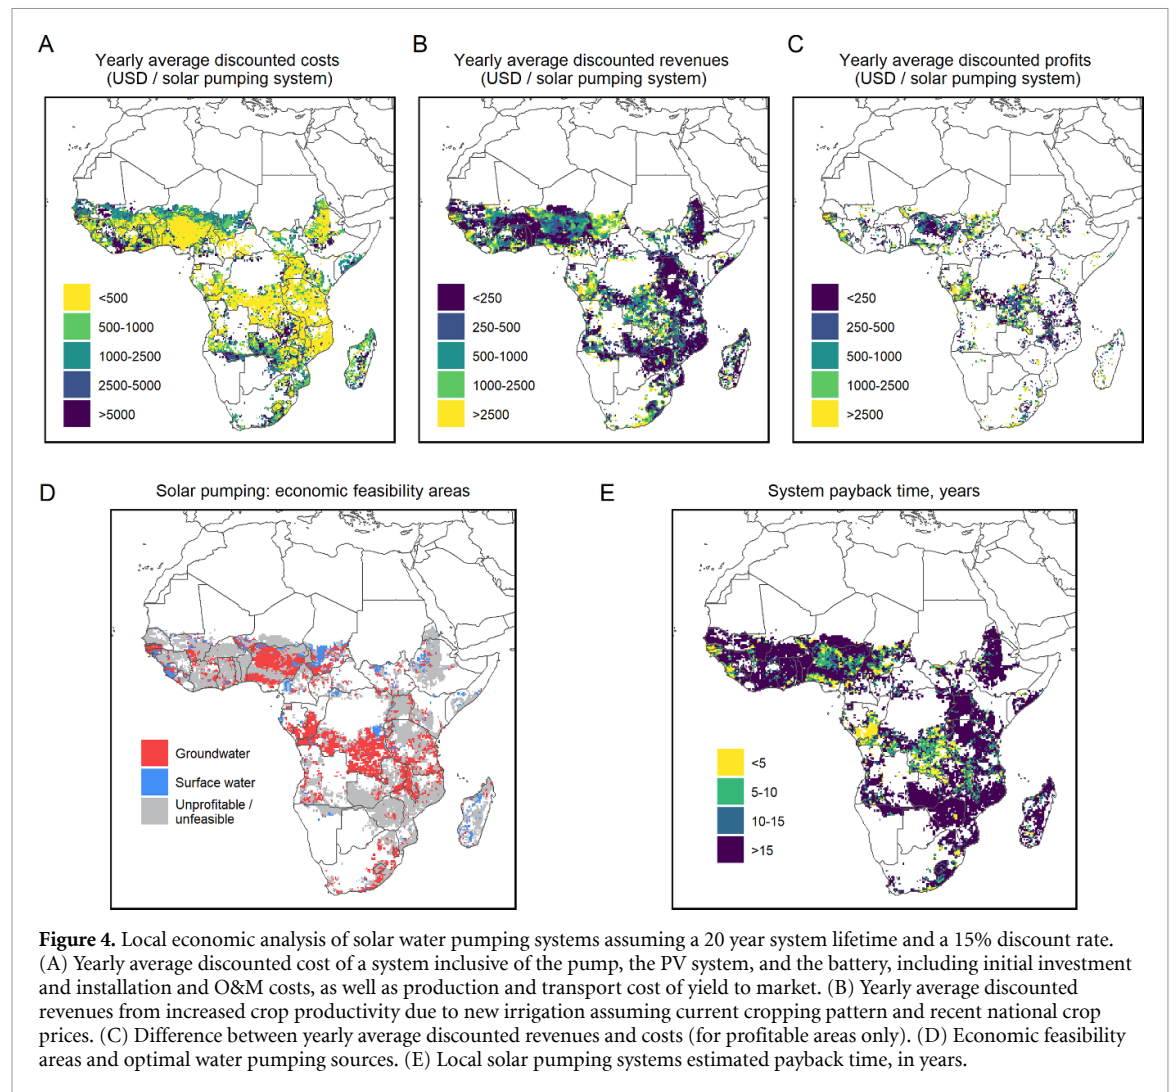 A
Yearly average discounted costs
(USD / solar pumping system)
<500
500-1000
1000-2500
2500-5000
>5000
B
Yearly average discounted revenues
(USD / solar pumping system)
<250
250-500
500-1000
1000-2500
>2500
C
Yearly average discounted profits
(USD / solar pumping system)
<250
250-500
500-1000
1000-2500
>2500
D
Solar pumping: economic feasibility areas
Groundwater
Surface water
Unprofitable /
unfeasible
E
System payback time, years
<5
5-10
10-15
>15
Figure 4. Local economic analysis of solar water pumping systems assuming a 20 year system lifetime and a 15% discount rate.
(A) Yearly average discounted cost of a system inclusive of the pump, the PV system, and the battery, including initial investment
and installation and O&M costs, as well as production and transport cost of yield to market. (B) Yearly average discounted
revenues from increased crop productivity due to new irrigation assuming current cropping pattern and recent national crop
prices. (C) Difference between yearly average discounted revenues and costs (for profitable areas only). (D) Economic feasibility
areas and optimal water pumping sources. (E) Local solar pumping systems estimated payback time, in years.